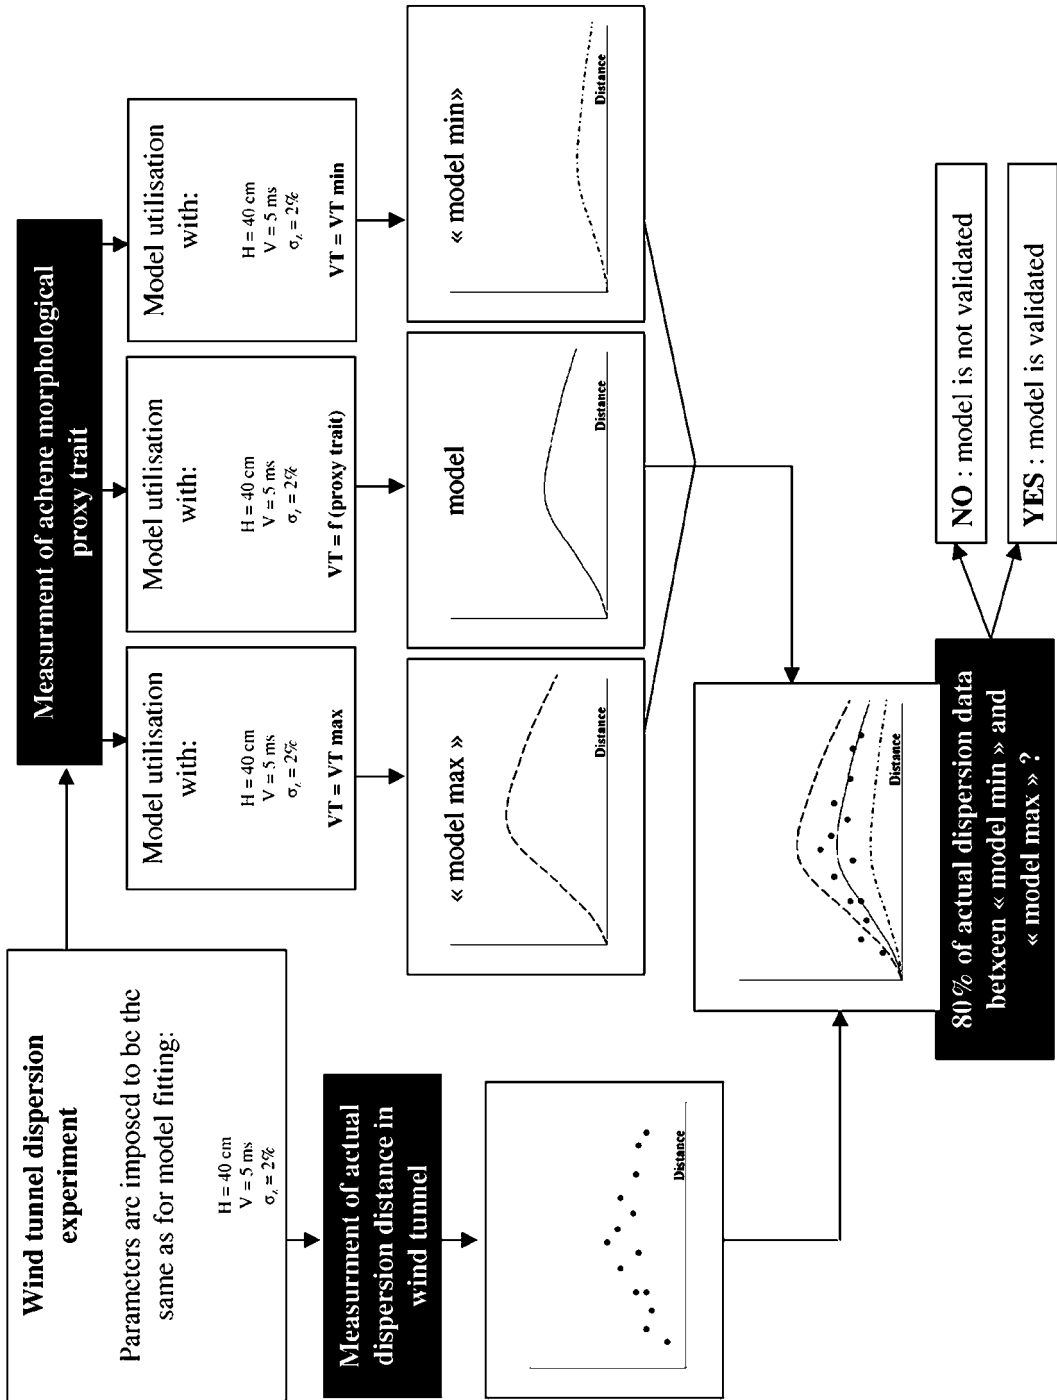 Wind tunnel dispersion
experiment
Parameters are imposed to be the
same as for model fitting:
H = 40 cm
V = 5 ms
σz = 2%
Measurment of achene morphological
proxy trait
Model utilisation
with:
H = 40 cm
V = 5 ms
σz = 2%
VT = VT max
Model utilisation
with:
H = 40 cm
V = 5 ms
σz = 2%
VT = f (proxy trait)
Model utilisation
with:
H = 40 cm
V = 5 ms
σz = 2%
VT = VT min
Measurment of actual
dispersion distance in
wind tunnel
« model max »
Distance
model
Distance
« model min»
Distance
Distance
Distance
80% of actual dispersion data
betxeen « model min » and
« model max » ?
NO : model is not validated
YES : model is validated